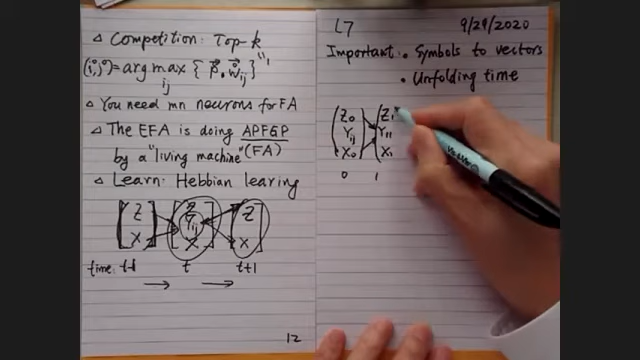 △ Competition: Top-k
(i,j)=arg max { p⃗ · w⃗ij }
ij
△ You need mn neurons for FA
△ The EFA is doing APFGP
by a "living machine" (FA)
△ Learn: Hebbian learing
Z Z Z
Yij
X X X
time: t-1 t t+1
12
L7 9/29/2020
Important: • Symbols to vectors
• Unfolding time
Z0 Z1
Yij Y11
X0 X1
0 1